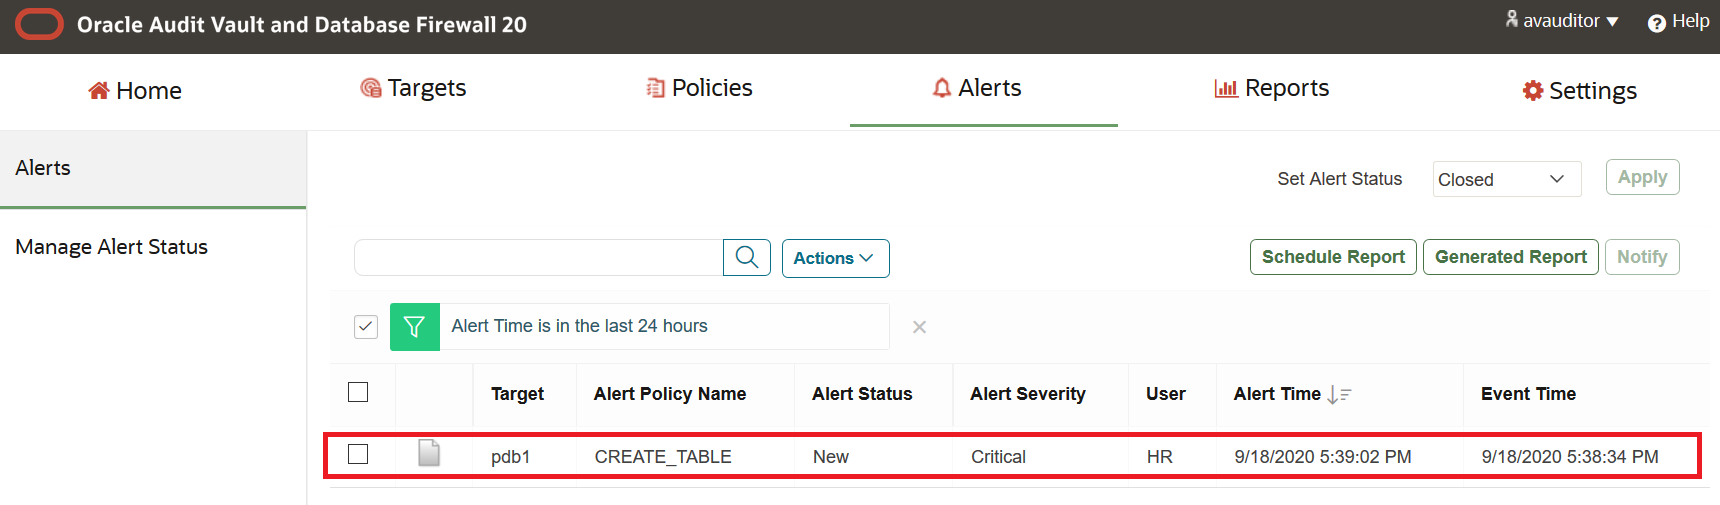 Oracle Audit Vault and Database Firewall 20
avauditor
Help
Home
Targets
Policies
Alerts
Reports
Settings
Alerts
Manage Alert Status
Set Alert Status
Closed
Apply
Actions
Schedule Report
Generated Report
Notify
Alert Time is in the last 24 hours
Target Alert Policy Name Alert Status Alert Severity User Alert Time Event Time
pdb1 CREATE_TABLE New Critical HR 9/18/2020 5:39:02 PM 9/18/2020 5:38:34 PM